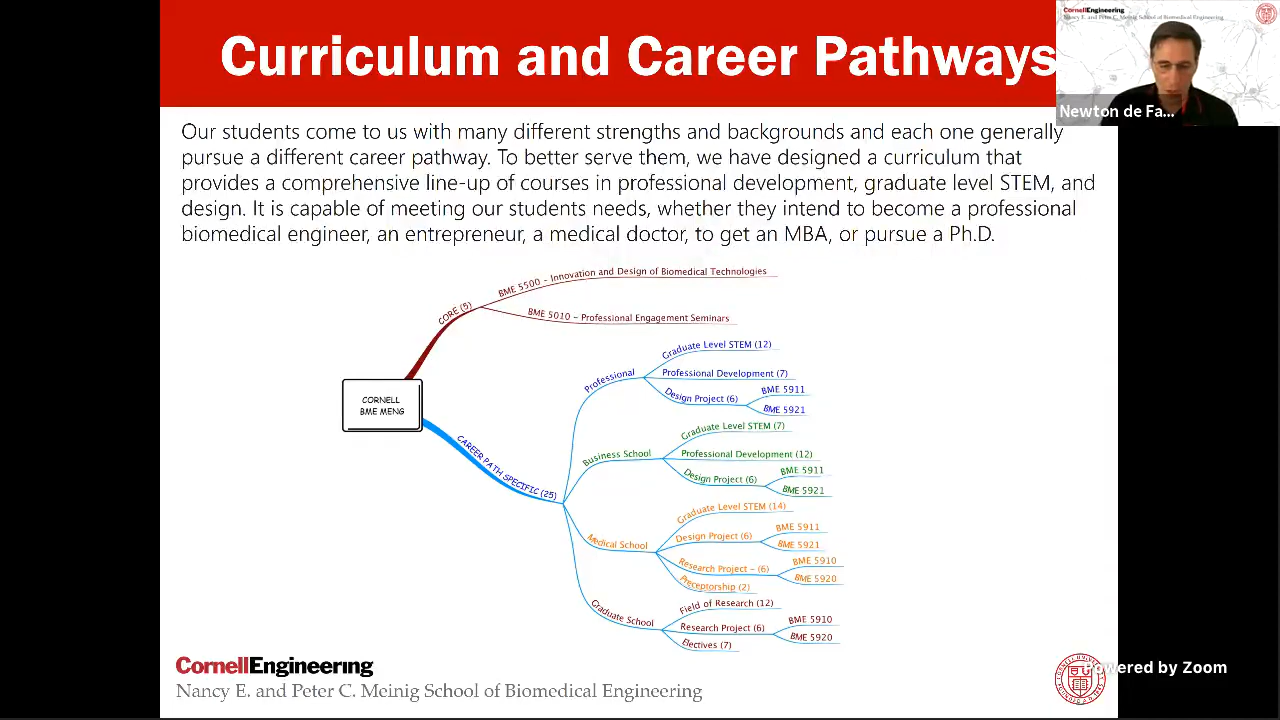 Curriculum and Career Pathways
CornellEngineering
Nancy E. and Peter C. Meinig School of Biomedical Engineering
Newton de Fa...
Our students come to us with many different strengths and backgrounds and each one generally
pursue a different career pathway. To better serve them, we have designed a curriculum that
provides a comprehensive line-up of courses in professional development, graduate level STEM, and
design. It is capable of meeting our students needs, whether they intend to become a professional
biomedical engineer, an entrepreneur, a medical doctor, to get an MBA, or pursue a Ph.D.
CORNELL
BME MENG
CORE (5)
BME 5500 - Innovation and Design of Biomedical Technologies
BME 5010 - Professional Engagement Seminars
CAREER PATH SPECIFIC (25)
Professional
Graduate Level STEM (12)
Professional Development (7)
Design Project (6)
BME 5911
BME 5921
Business School
Graduate Level STEM (7)
Professional Development (12)
Design Project (6)
BME 5911
BME 5921
Medical School
Graduate Level STEM (14)
Design Project (6)
BME 5911
BME 5921
Research Project - (6)
BME 5910
BME 5920
Preceptorship (2)
Graduate School
Field of Research (12)
Research Project (6)
BME 5910
BME 5920
Electives (7)
CornellEngineering
Nancy E. and Peter C. Meinig School of Biomedical Engineering
Powered by Zoom